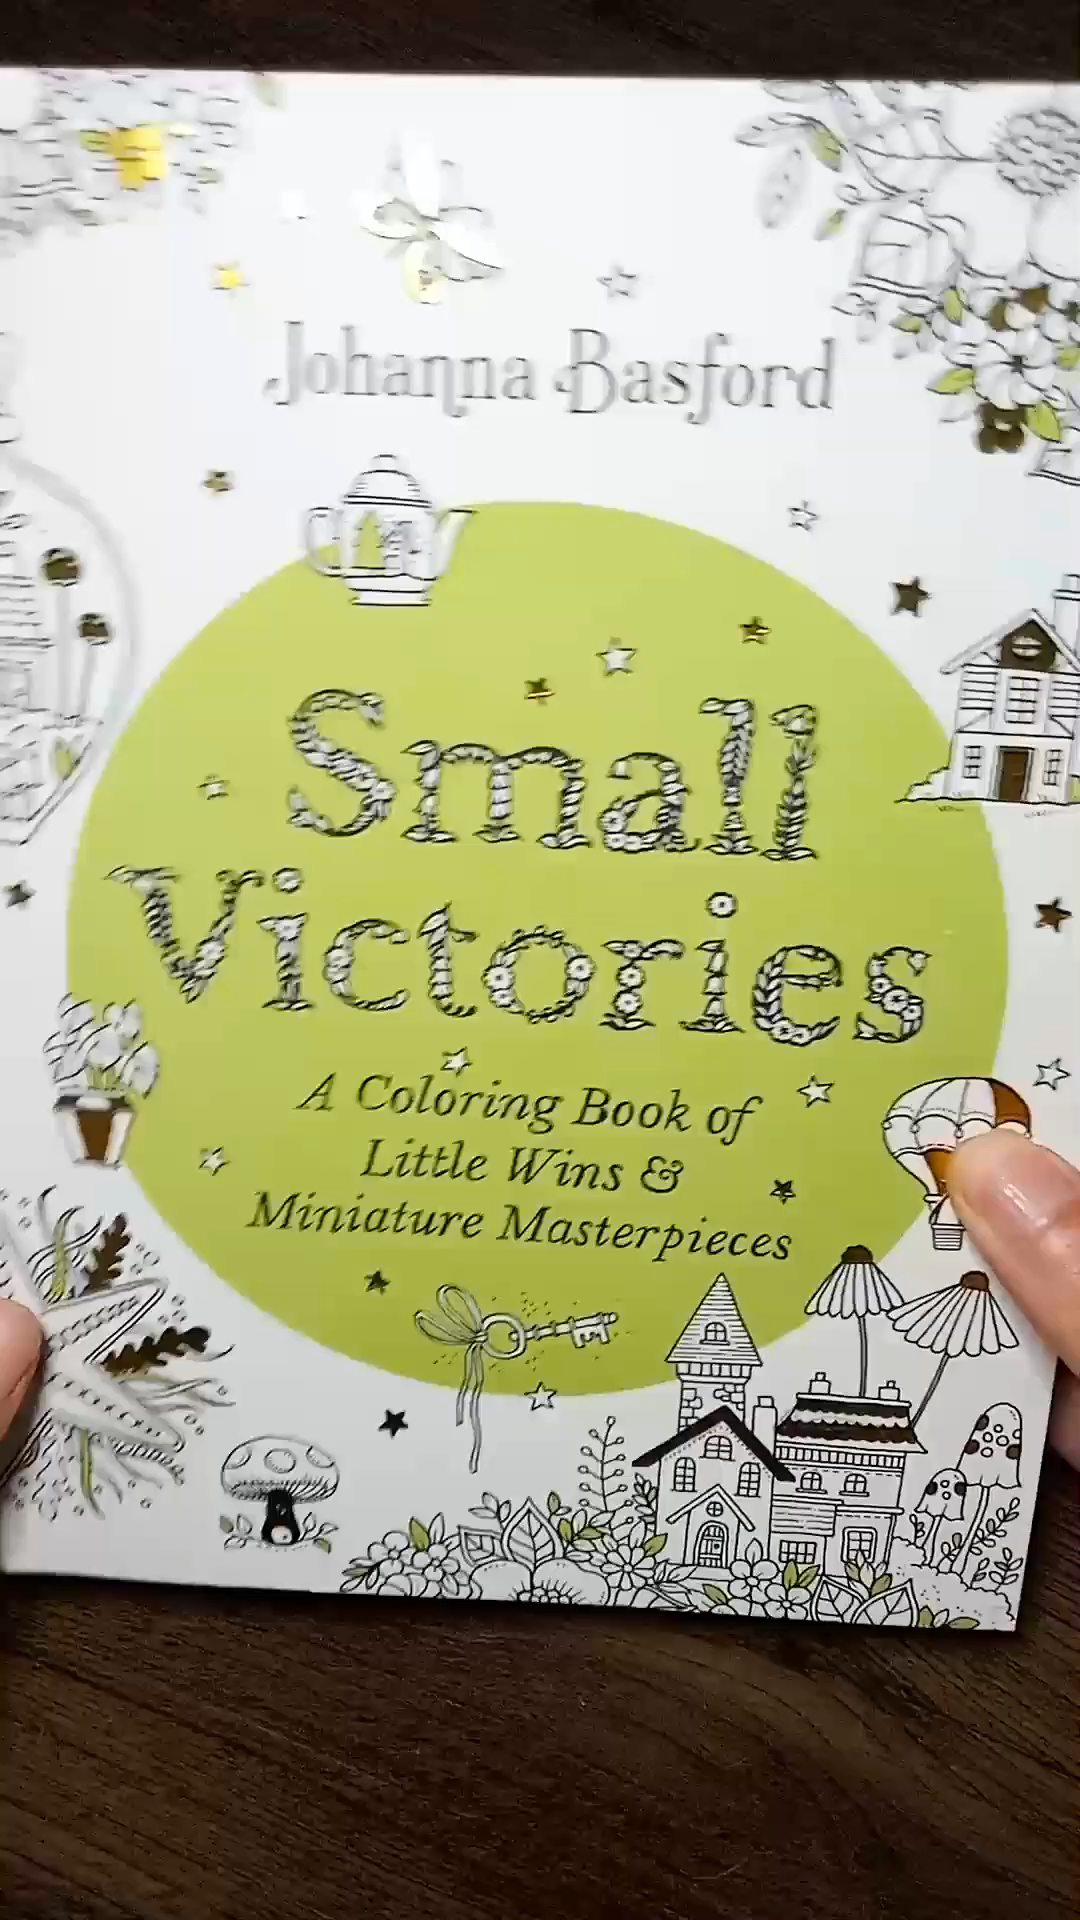 Johanna Basford
Small
Victories
A Coloring Book of
Little Wins &
Miniature Masterpieces